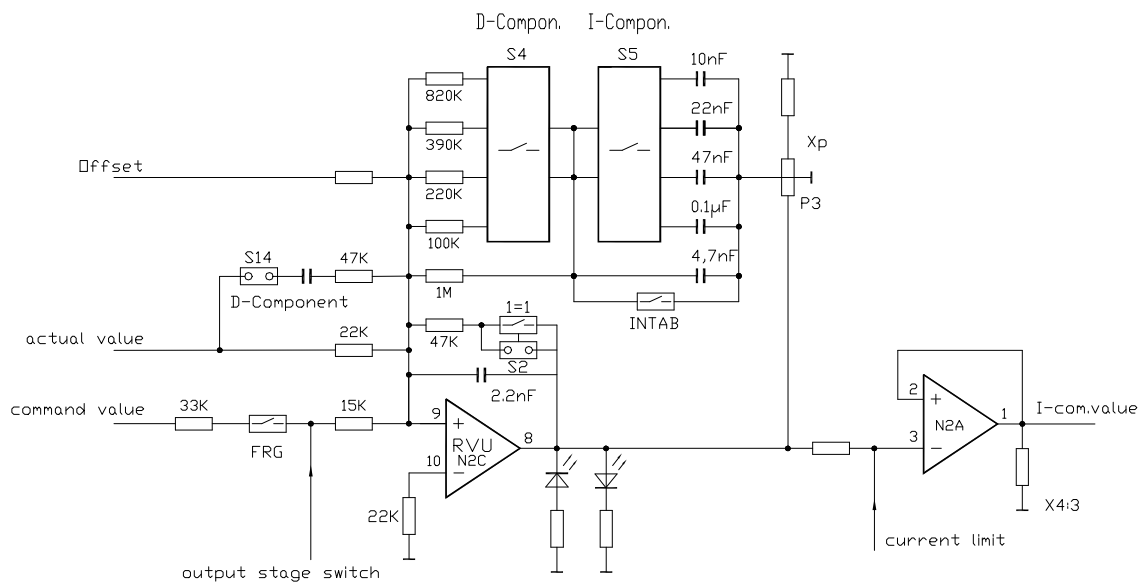 D-Compon. I-Compon.
S4 S5
10nF
820K
22nF
390K
Xp
Offset
47nF
220K
P3
0.1µF
100K
S14
47K
4,7nF
D-Component
1M
1=1
INTAB
actual value
22K
47K
S2
2.2nF
command value
33K
15K
9
+
FRG
RVU
N2C
8
10
−
22K
2
+
N2A
1
I-com.value
3
−
X4:3
current limit
output stage switch